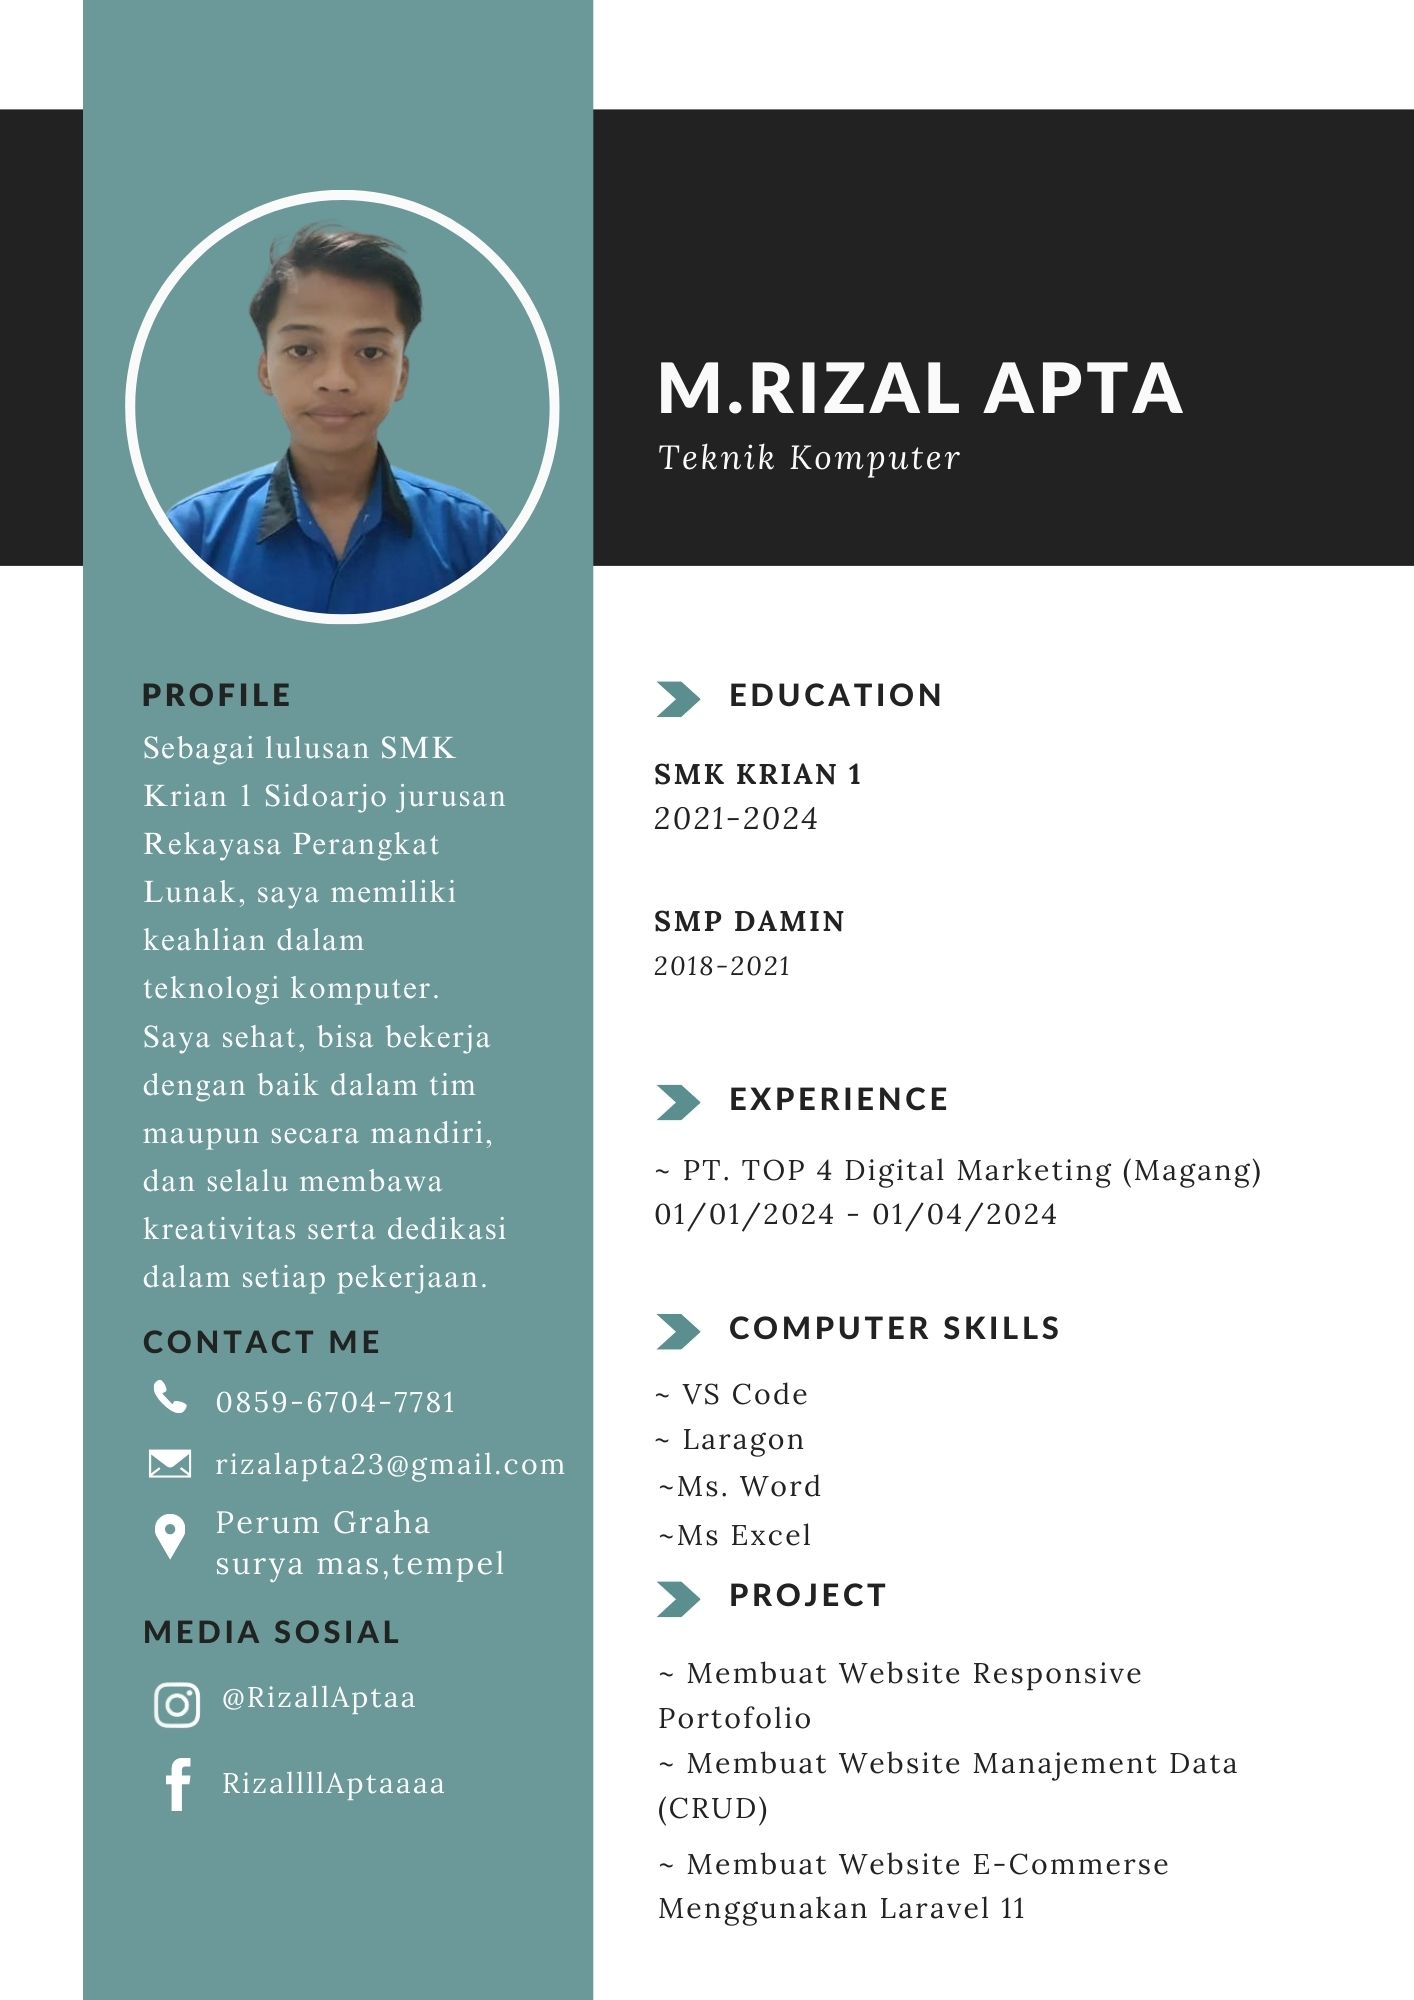 M.RIZAL APTA
Teknik Komputer
PROFILE
Sebagai lulusan SMK
Krian 1 Sidoarjo jurusan
Rekayasa Perangkat
Lunak, saya memiliki
keahlian dalam
teknologi komputer.
Saya sehat, bisa bekerja
dengan baik dalam tim
maupun secara mandiri,
dan selalu membawa
kreativitas serta dedikasi
dalam setiap pekerjaan.
CONTACT ME
0859-6704-7781
rizalapta23@gmail.com
Perum Graha
surya mas,tempel
MEDIA SOSIAL
@RizallAptaa
RizallllAptaaaa
EDUCATION
SMK KRIAN 1
2021-2024
SMP DAMIN
2018-2021
EXPERIENCE
~ PT. TOP 4 Digital Marketing (Magang)
01/01/2024 - 01/04/2024
COMPUTER SKILLS
~ VS Code
~ Laragon
~Ms. Word
~Ms Excel
PROJECT
~ Membuat Website Responsive
Portofolio
~ Membuat Website Manajement Data
(CRUD)
~ Membuat Website E-Commerse
Menggunakan Laravel 11